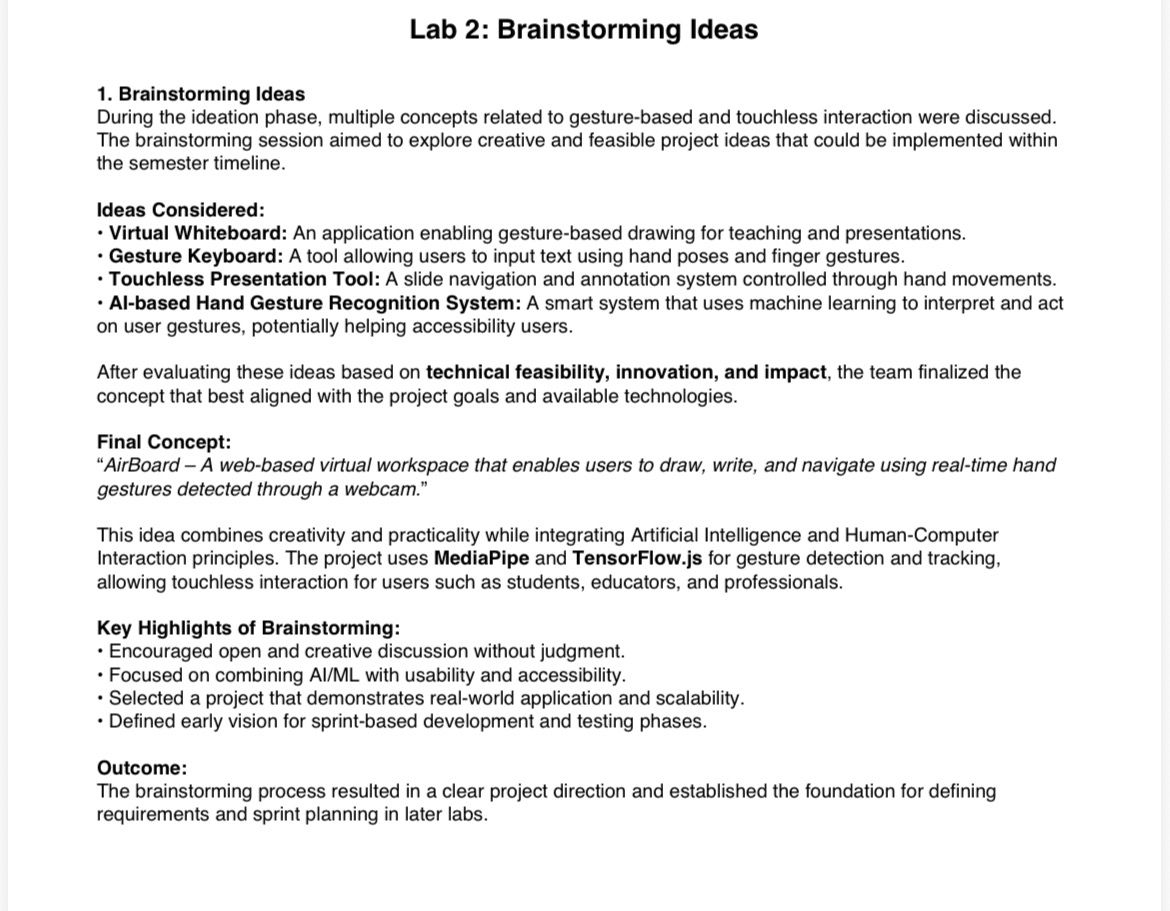 Lab 2: Brainstorming Ideas
1. Brainstorming Ideas
During the ideation phase, multiple concepts related to gesture-based and touchless interaction were discussed.
The brainstorming session aimed to explore creative and feasible project ideas that could be implemented within
the semester timeline.
Ideas Considered:
• Virtual Whiteboard: An application enabling gesture-based drawing for teaching and presentations.
• Gesture Keyboard: A tool allowing users to input text using hand poses and finger gestures.
• Touchless Presentation Tool: A slide navigation and annotation system controlled through hand movements.
• AI-based Hand Gesture Recognition System: A smart system that uses machine learning to interpret and act
on user gestures, potentially helping accessibility users.
After evaluating these ideas based on technical feasibility, innovation, and impact, the team finalized the
concept that best aligned with the project goals and available technologies.
Final Concept:
“AirBoard – A web-based virtual workspace that enables users to draw, write, and navigate using real-time hand
gestures detected through a webcam.”
This idea combines creativity and practicality while integrating Artificial Intelligence and Human-Computer
Interaction principles. The project uses MediaPipe and TensorFlow.js for gesture detection and tracking,
allowing touchless interaction for users such as students, educators, and professionals.
Key Highlights of Brainstorming:
• Encouraged open and creative discussion without judgment.
• Focused on combining AI/ML with usability and accessibility.
• Selected a project that demonstrates real-world application and scalability.
• Defined early vision for sprint-based development and testing phases.
Outcome:
The brainstorming process resulted in a clear project direction and established the foundation for defining
requirements and sprint planning in later labs.